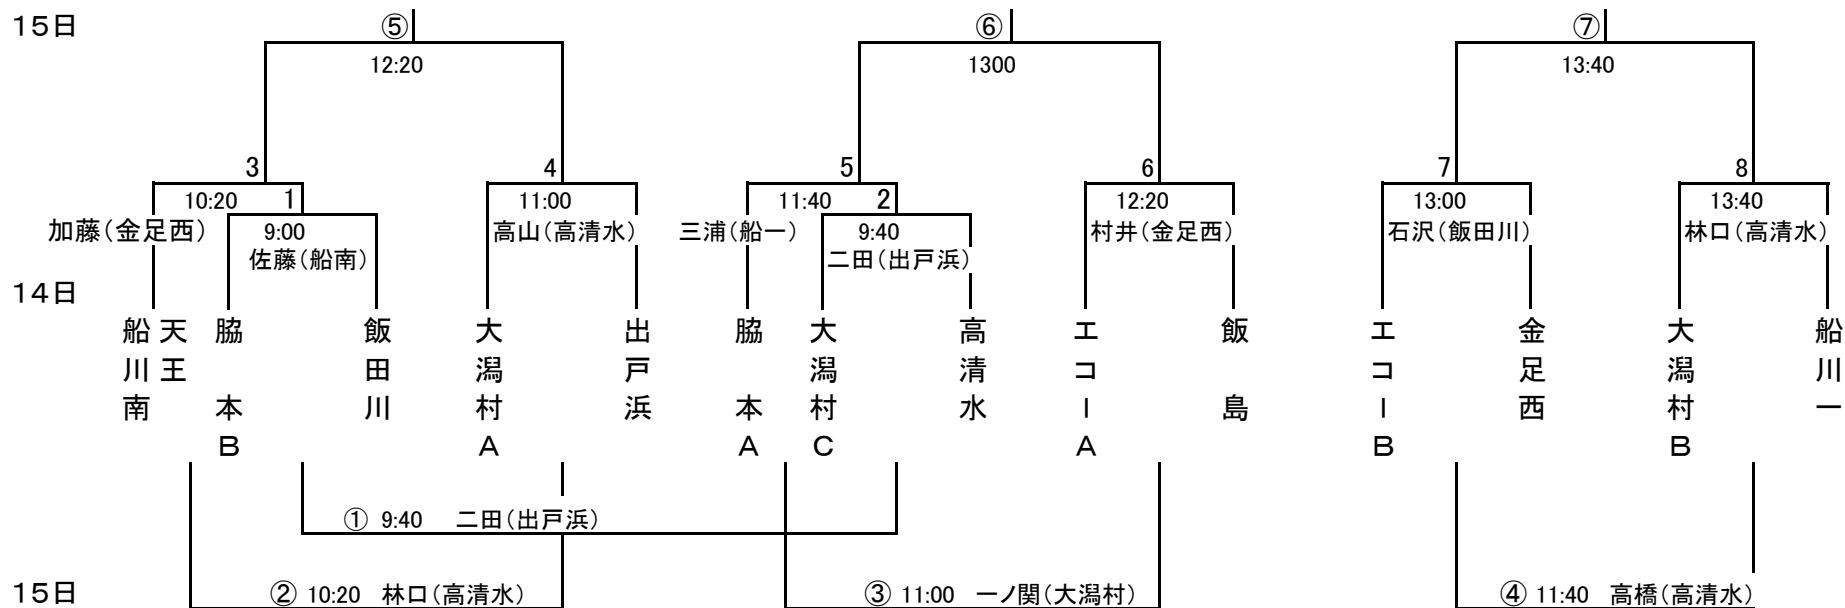 15日
⑤ ⑥ ⑦
12:20 1300 13:40
3 4 5 6 7 8
10:20 1 11:00 11:40 2 12:20 13:00 13:40
加藤（金足西） 9:00 高山（高清水） 三浦（船一） 9:40 村井（金足西） 石沢（飯田川） 林口（高清水）
佐藤（船南） 二田（出戸浜）
14日
船川南
天王
脇本B
飯田川
大潟村A
出戸浜
脇本A
大潟村C
高清水
エコーA
飯島
エコーB
金足西
大潟村B
船川一
① 9:40 二田（出戸浜）
15日
② 10:20 林口（高清水）
③ 11:00 一ノ関（大潟村）
④ 11:40 高橋（高清水）